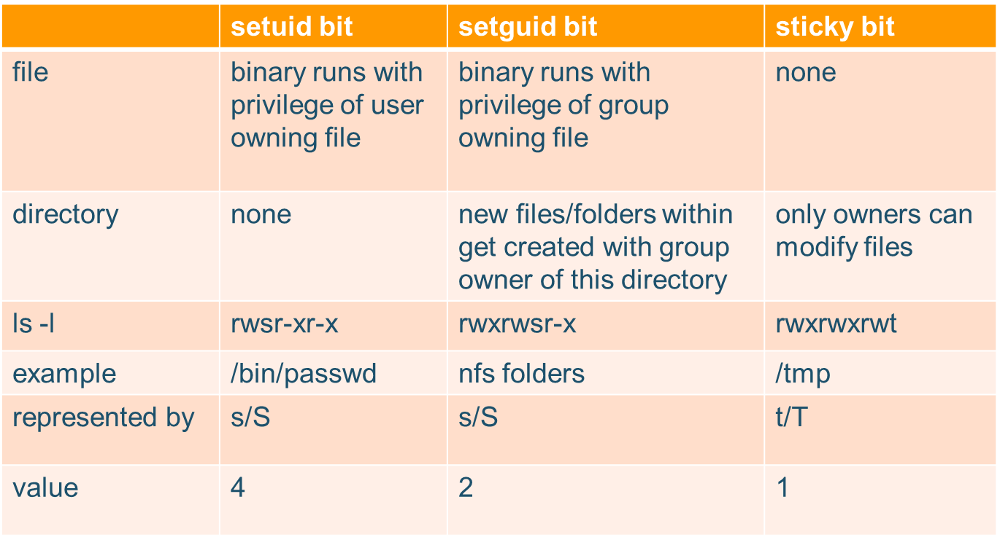 setuid bit setguid bit sticky bit
file binary runs with binary runs with none
privilege of user privilege of group
owning file owning file
directory none new files/folders within only owners can
get created with group modify files
owner of this directory
ls -l rwsr-xr-x rwxrwsr-x rwxrwxrwt
example /bin/passwd nfs folders /tmp
represented by s/S s/S t/T
value 4 2 1